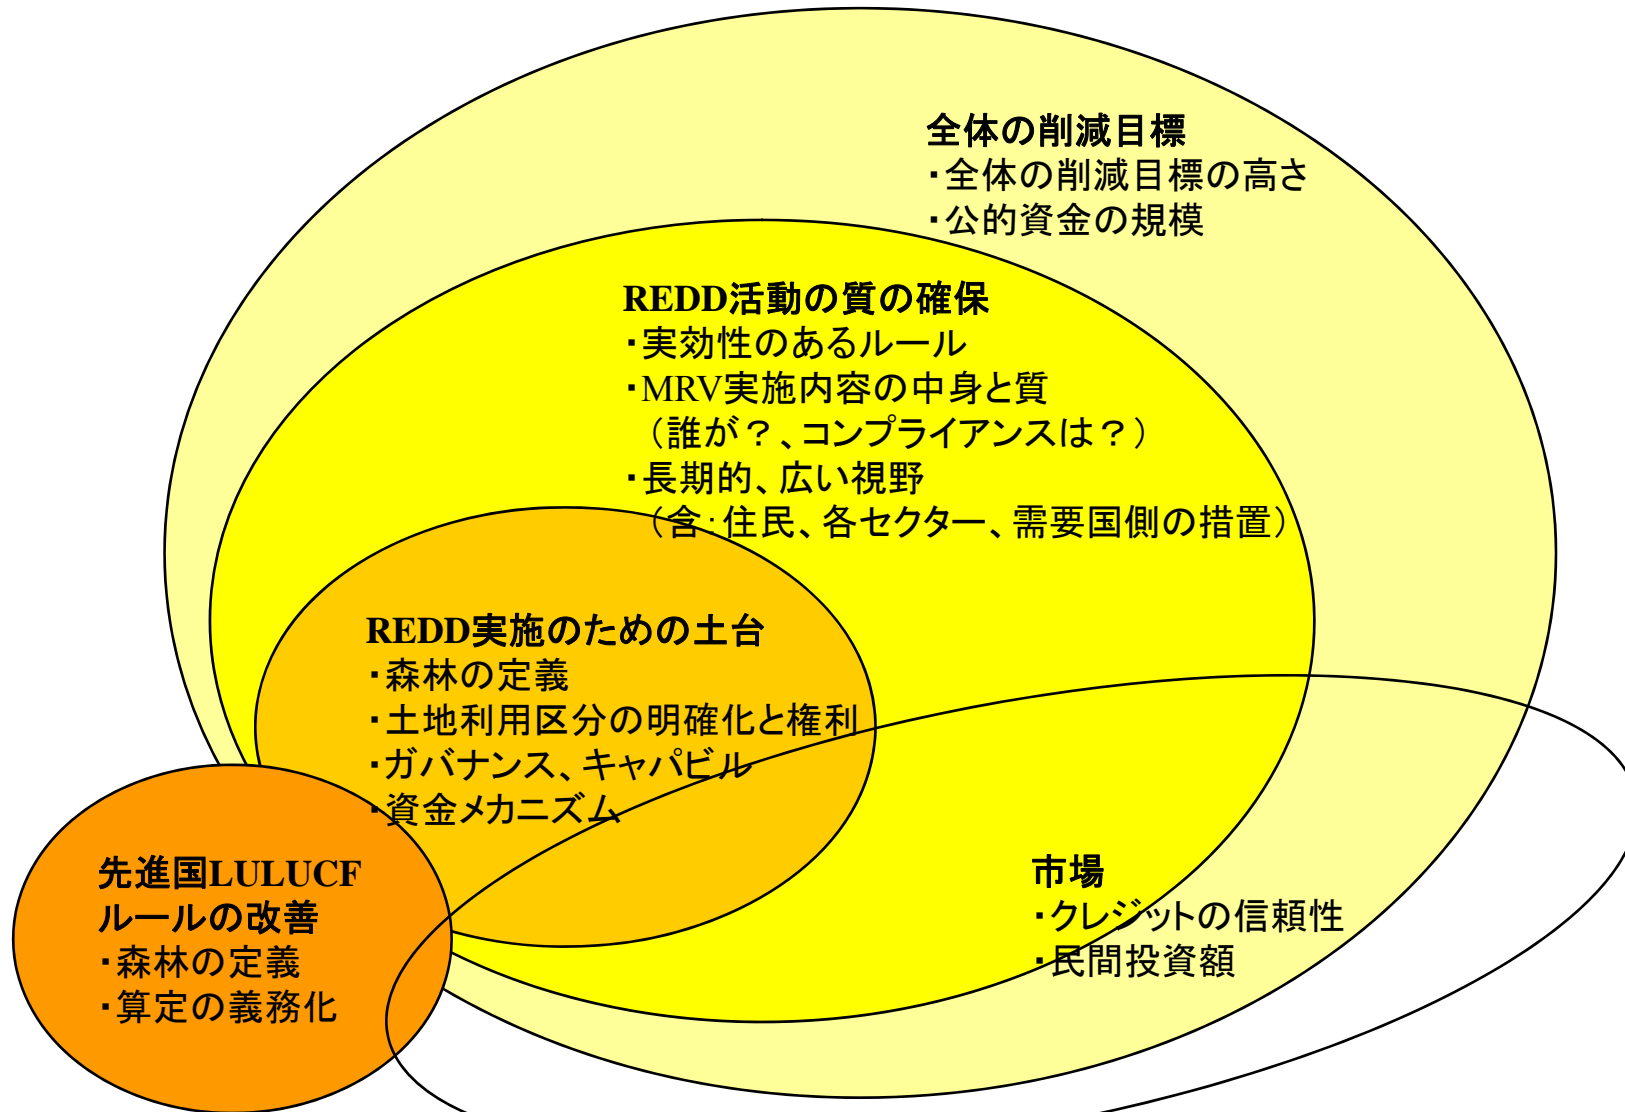 全体の削減目標
・全体の削減目標の高さ
・公的資金の規模
REDD活動の質の確保
・実効性のあるルール
・MRV実施内容の中身と質
（誰が？、コンプライアンスは？）
・長期的、広い視野
（含：住民、各セクター、需要国側の措置）
REDD実施のための土台
・森林の定義
・土地利用区分の明確化と権利
・ガバナンス、キャパビル
・資金メカニズム
先進国LULUCF
ルールの改善
・森林の定義
・算定の義務化
市場
・クレジットの信頼性
・民間投資額